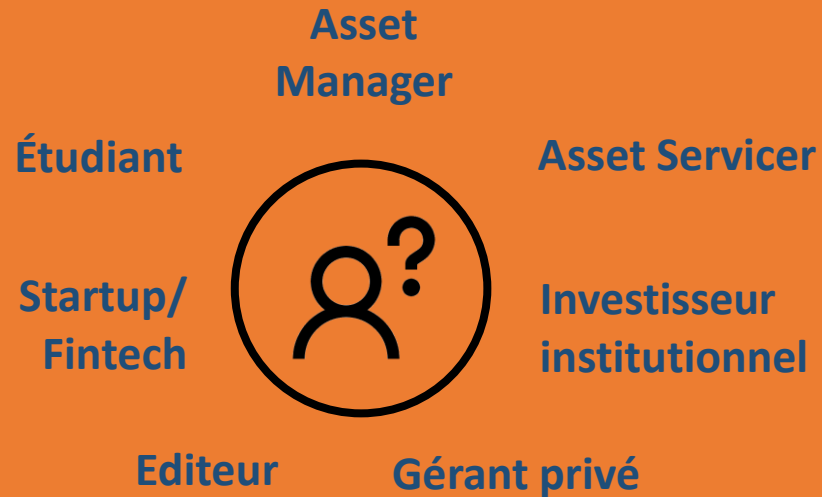 Asset
Manager
Étudiant
Asset Servicer
Startup/
Fintech
Investisseur
institutionnel
Editeur
Gérant privé